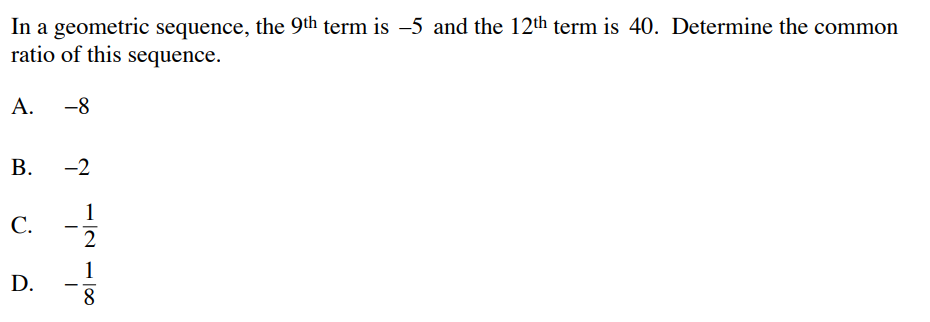 In a geometric sequence, the 9th term is –5 and the 12th term is 40. Determine the common
ratio of this sequence.
A. –8
B. –2
C. –1/2
D. –1/8